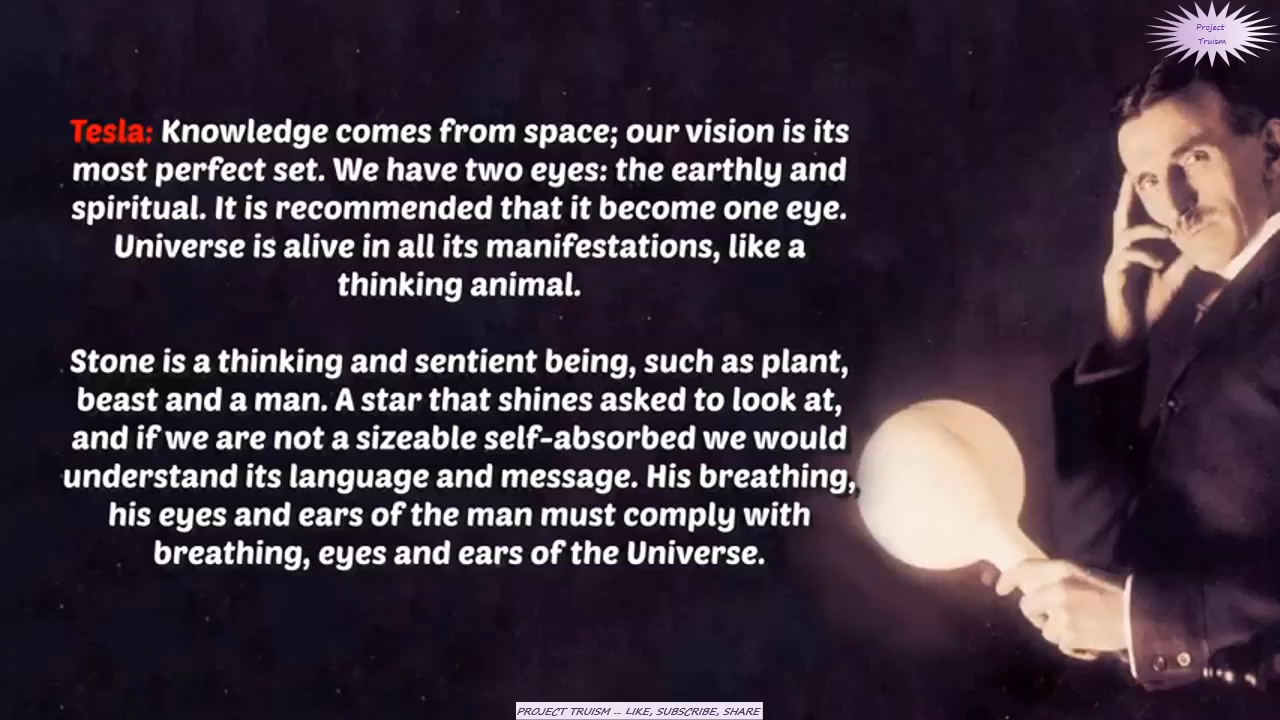 Project
Truism
Tesla: Knowledge comes from space; our vision is its
most perfect set. We have two eyes: the earthly and
spiritual. It is recommended that it become one eye.
Universe is alive in all its manifestations, like a
thinking animal.
Stone is a thinking and sentient being, such as plant,
beast and a man. A star that shines asked to look at,
and if we are not a sizeable self-absorbed we would
understand its language and message. His breathing,
his eyes and ears of the man must comply with
breathing, eyes and ears of the Universe.
PROJECT TRUISM ... LIKE, SUBSCRIBE, SHARE